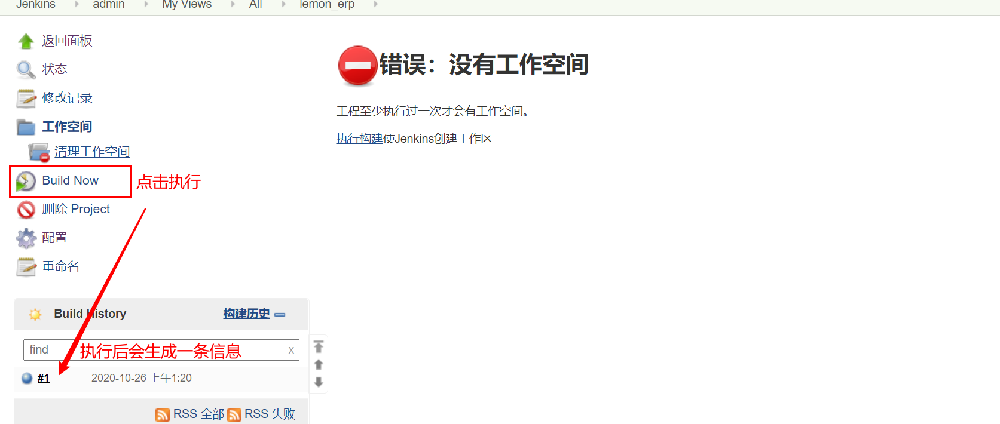 Jenkins admin My Views All lemon_erp
返回面板
状态
修改记录
工作空间
清理工作空间
Build Now
点击执行
删除 Project
配置
重命名
Build History
构建历史
find
执行后会生成一条信息
x
#1
2020-10-26 上午1:20
RSS 全部
RSS 失败
错误：没有工作空间
工程至少执行过一次才会有工作空间。
执行构建使Jenkins创建工作区